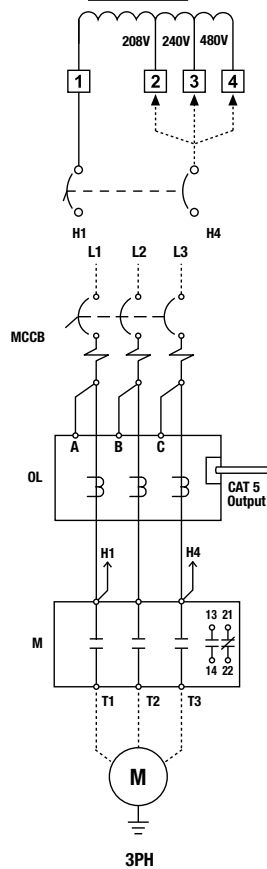 208V 240V 480V
1 2 3 4
H1 H4
L1 L2 L3
MCCB
A B C
OL
CAT 5
Output
H1 H4
13 21
M
14 22
T1 T2 T3
M
3PH